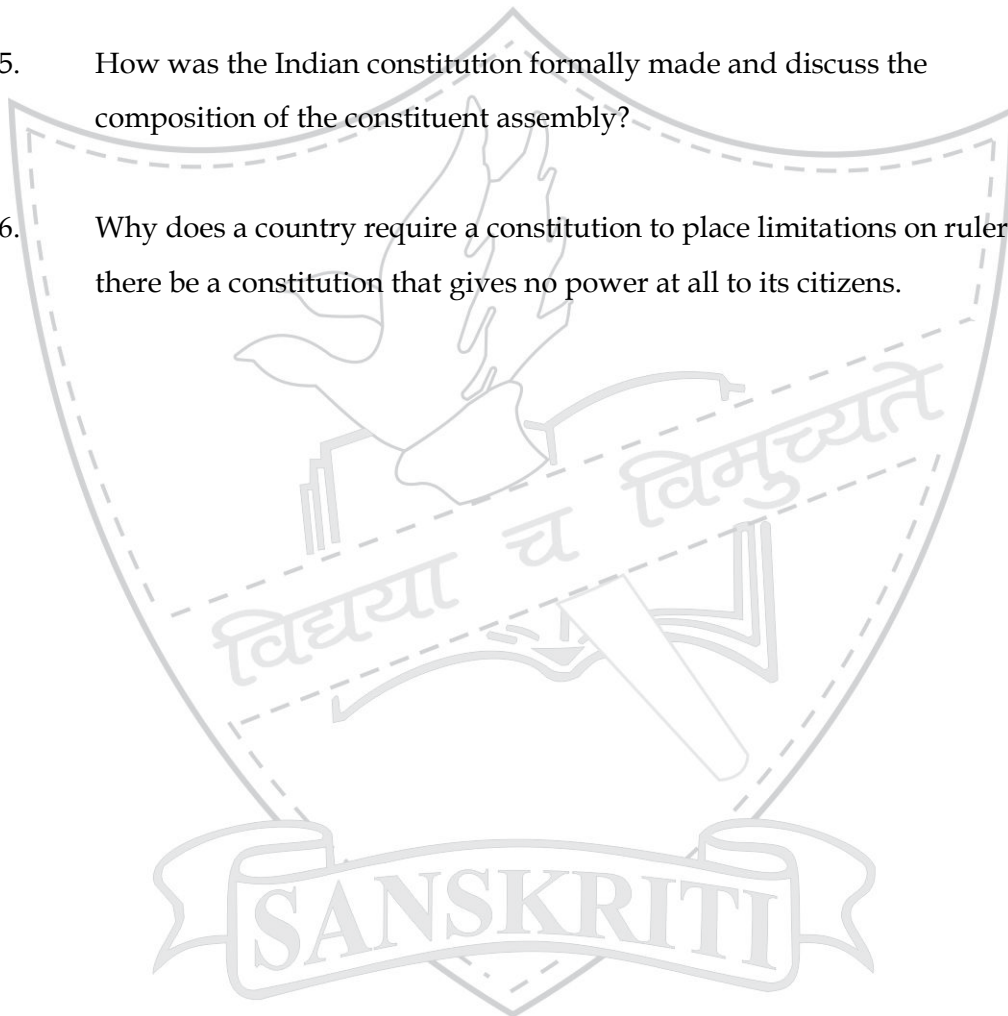 5. How was the Indian constitution formally made and discuss the
composition of the constituent assembly?
6. Why does a country require a constitution to place limitations on ruler
there be a constitution that gives no power at all to its citizens.
विद्यया च विमुच्यते
SANSKRITI